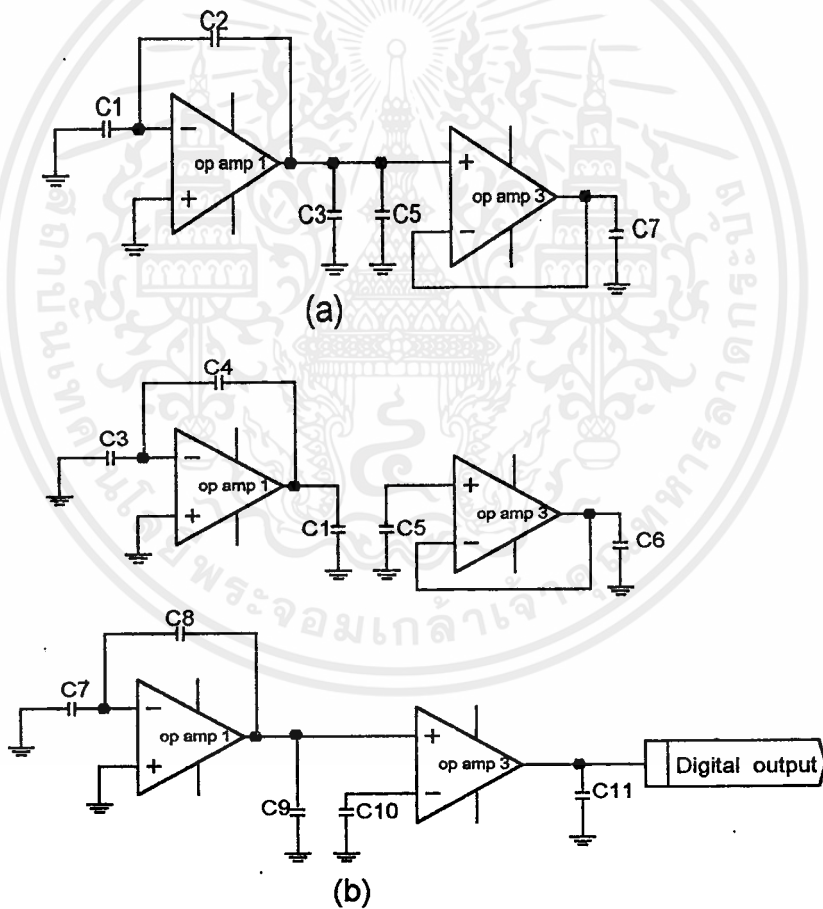 C2
C1
op amp 1
C3
C5
op amp 3
C7
(a)
C4
C3
op amp 1
C1
C5
op amp 3
C6
C8
C7
op amp 1
C9
C10
op amp 3
C11
Digital output
(b)